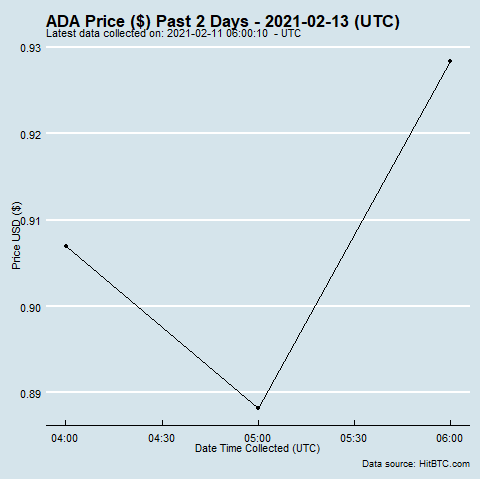 ADA Price ($) Past 2 Days - 2021-02-13 (UTC)
Latest data collected on: 2021-02-11 06:00:10  - UTC
0.93
0.92
0.91
0.90
0.89
Price USD ($)
04:00
04:30
05:00
05:30
06:00
Date Time Collected (UTC)
Data source: HitBTC.com